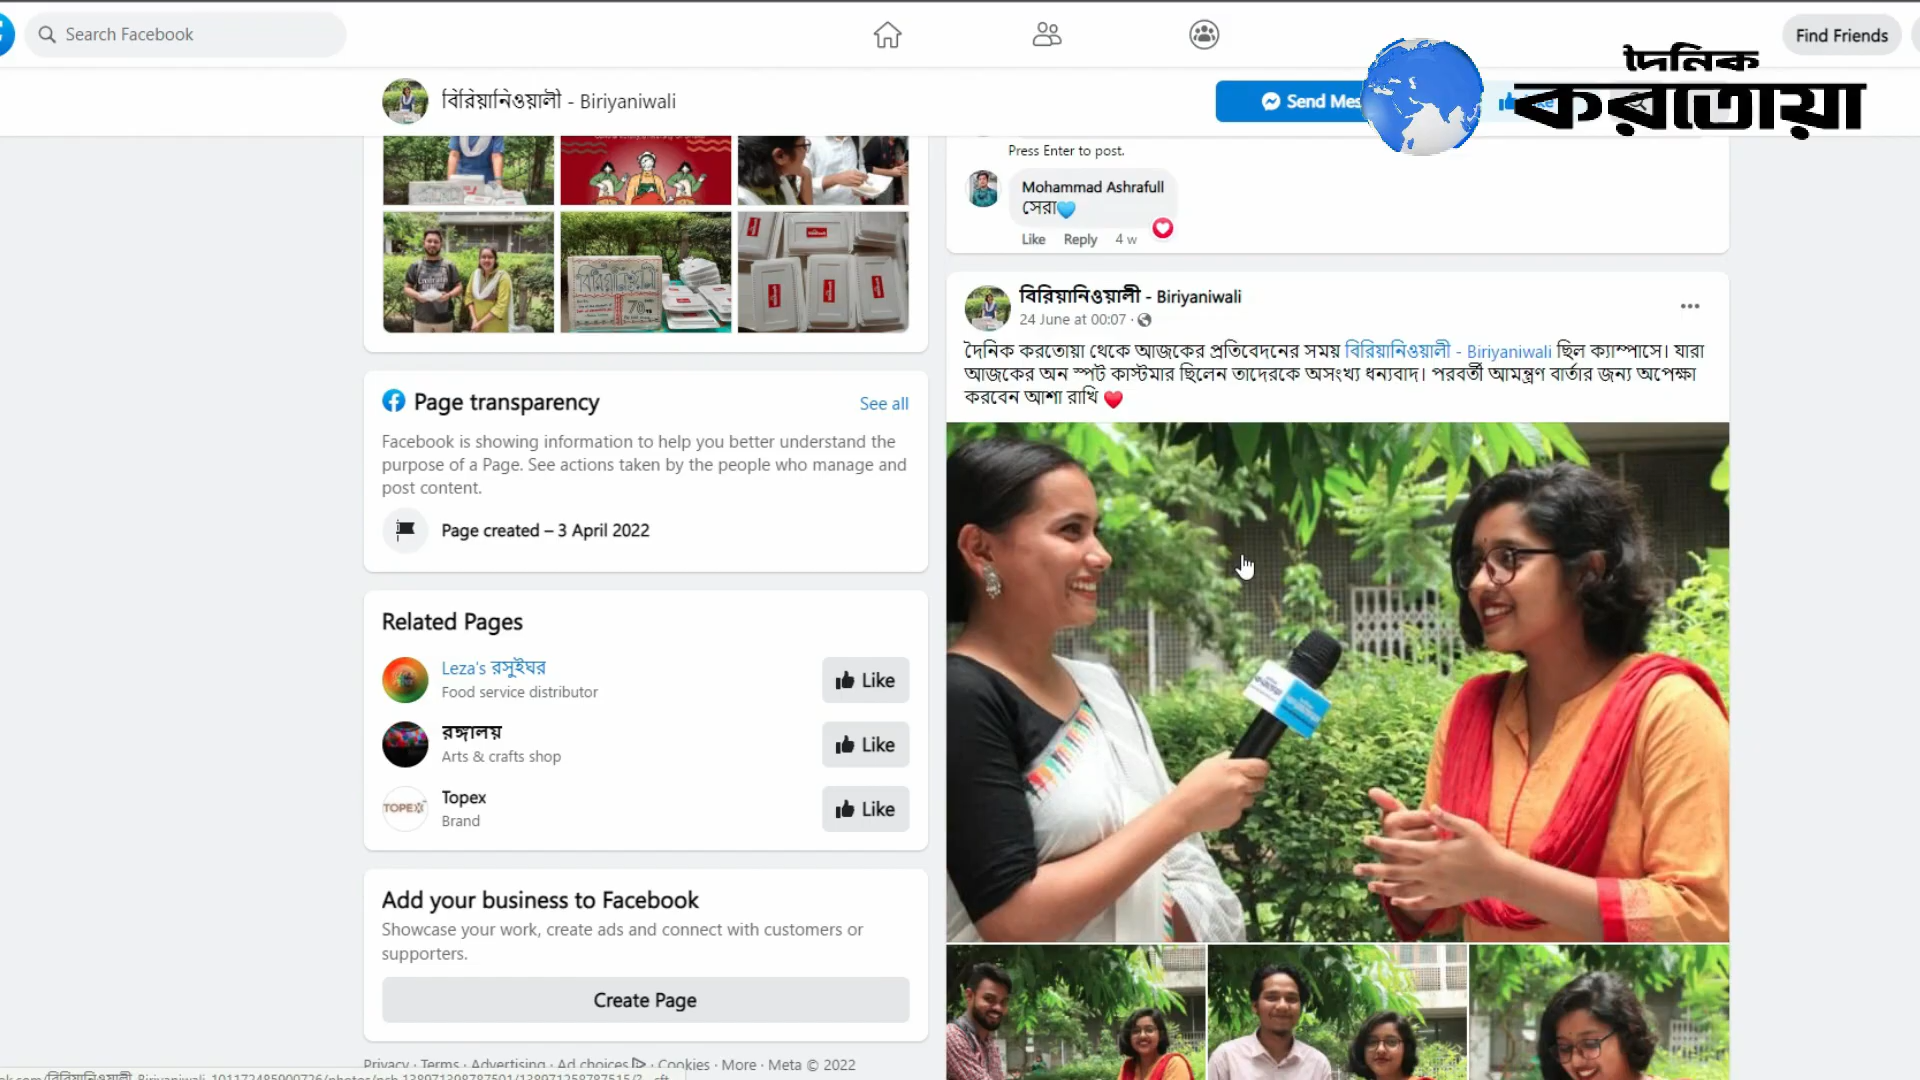 Search Facebook
Find Friends
দৈনিক
করতোয়া
বিরিয়ানিওয়ালী - Biriyaniwali
Send Mes
Press Enter to post.
Mohammad Ashrafull
সেরা💙
Like Reply 4 w
বিরিয়ানিওয়ালী - Biriyaniwali
24 June at 00:07 ·
দৈনিক করতোয়া থেকে আজকের প্রতিবেদনের সময় বিরিয়ানিওয়ালী - Biriyaniwali ছিল ক্যাম্পাসে। যারা
আজকের অন স্পট কাস্টমার ছিলেন তাদেরকে অসংখ্য ধন্যবাদ। পরবর্তী আমন্ত্রণ বার্তার জন্য অপেক্ষা
করবেন আশা রাখি ❤️
Page transparency
See all
Facebook is showing information to help you better understand the
purpose of a Page. See actions taken by the people who manage and
post content.
Page created – 3 April 2022
Related Pages
Leza's রসুইঘর
Food service distributor
Like
রঙ্গালয়
Arts & crafts shop
Like
TOPEX
Topex
Brand
Like
Add your business to Facebook
Showcase your work, create ads and connect with customers or
supporters.
Create Page
Privacy · Terms · Advertising · Ad choices · Cookies · More · Meta © 2022